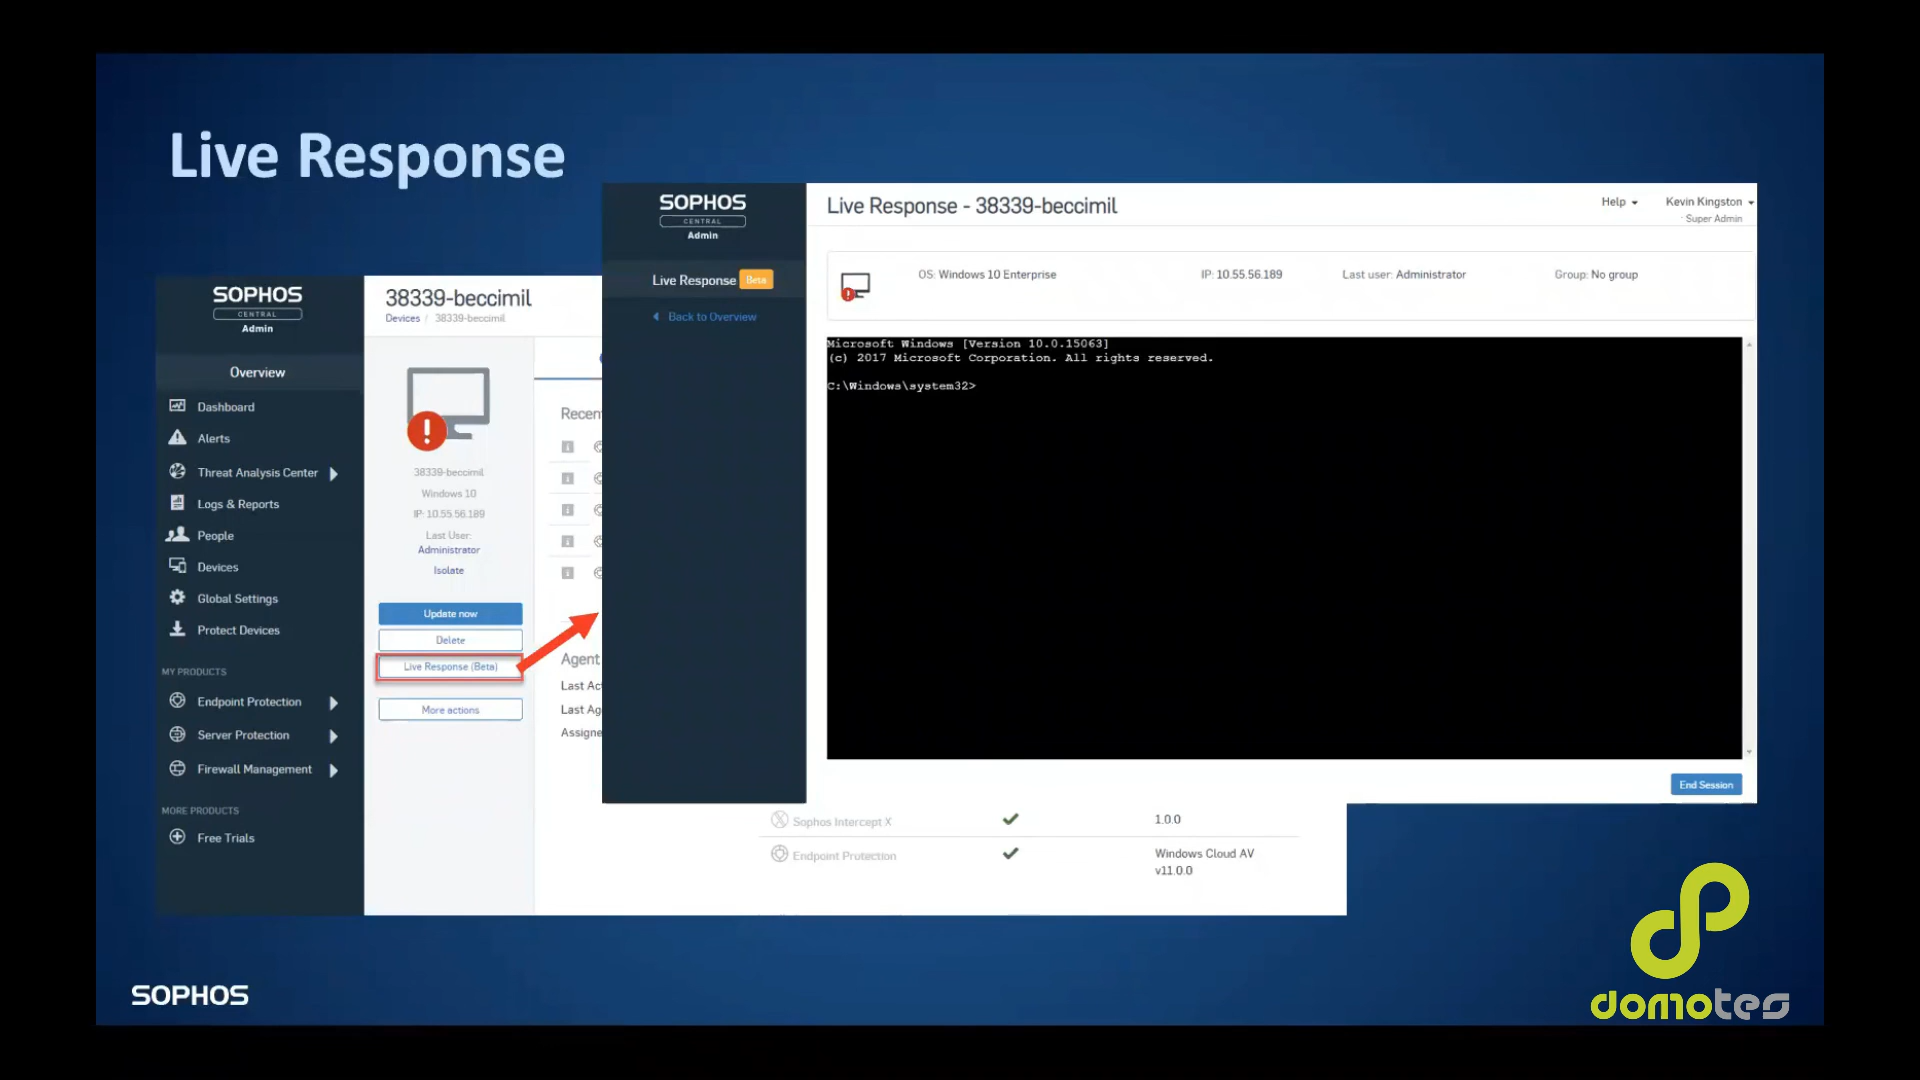 Live Response
SOPHOS
CENTRAL
Admin
Overview
Dashboard
Alerts
Threat Analysis Center
Logs & Reports
People
Devices
Global Settings
Protect Devices
MY PRODUCTS
Endpoint Protection
Server Protection
Firewall Management
MORE PRODUCTS
Free Trials
38339-beccimil
Devices / 38339-beccimil
38339-beccimil
Windows 10
IP: 10.55.56.189
Last User:
Administrator
Isolate
Update now
Delete
Live Response (Beta)
More actions
Recen
Agent
Last Act
Last Ag
Assigne
Sophos Intercept X
1.0.0
Endpoint Protection
Windows Cloud AV
v11.0.0
SOPHOS
CENTRAL
Admin
Live Response Beta
Back to Overview
Live Response - 38339-beccimil
Help
Kevin Kingston
Super Admin
OS: Windows 10 Enterprise
IP: 10.55.56.189
Last user: Administrator
Group: No group
Microsoft Windows [Version 10.0.15063]
(c) 2017 Microsoft Corporation. All rights reserved.
C:\Windows\system32>
End Session
SOPHOS
domotes